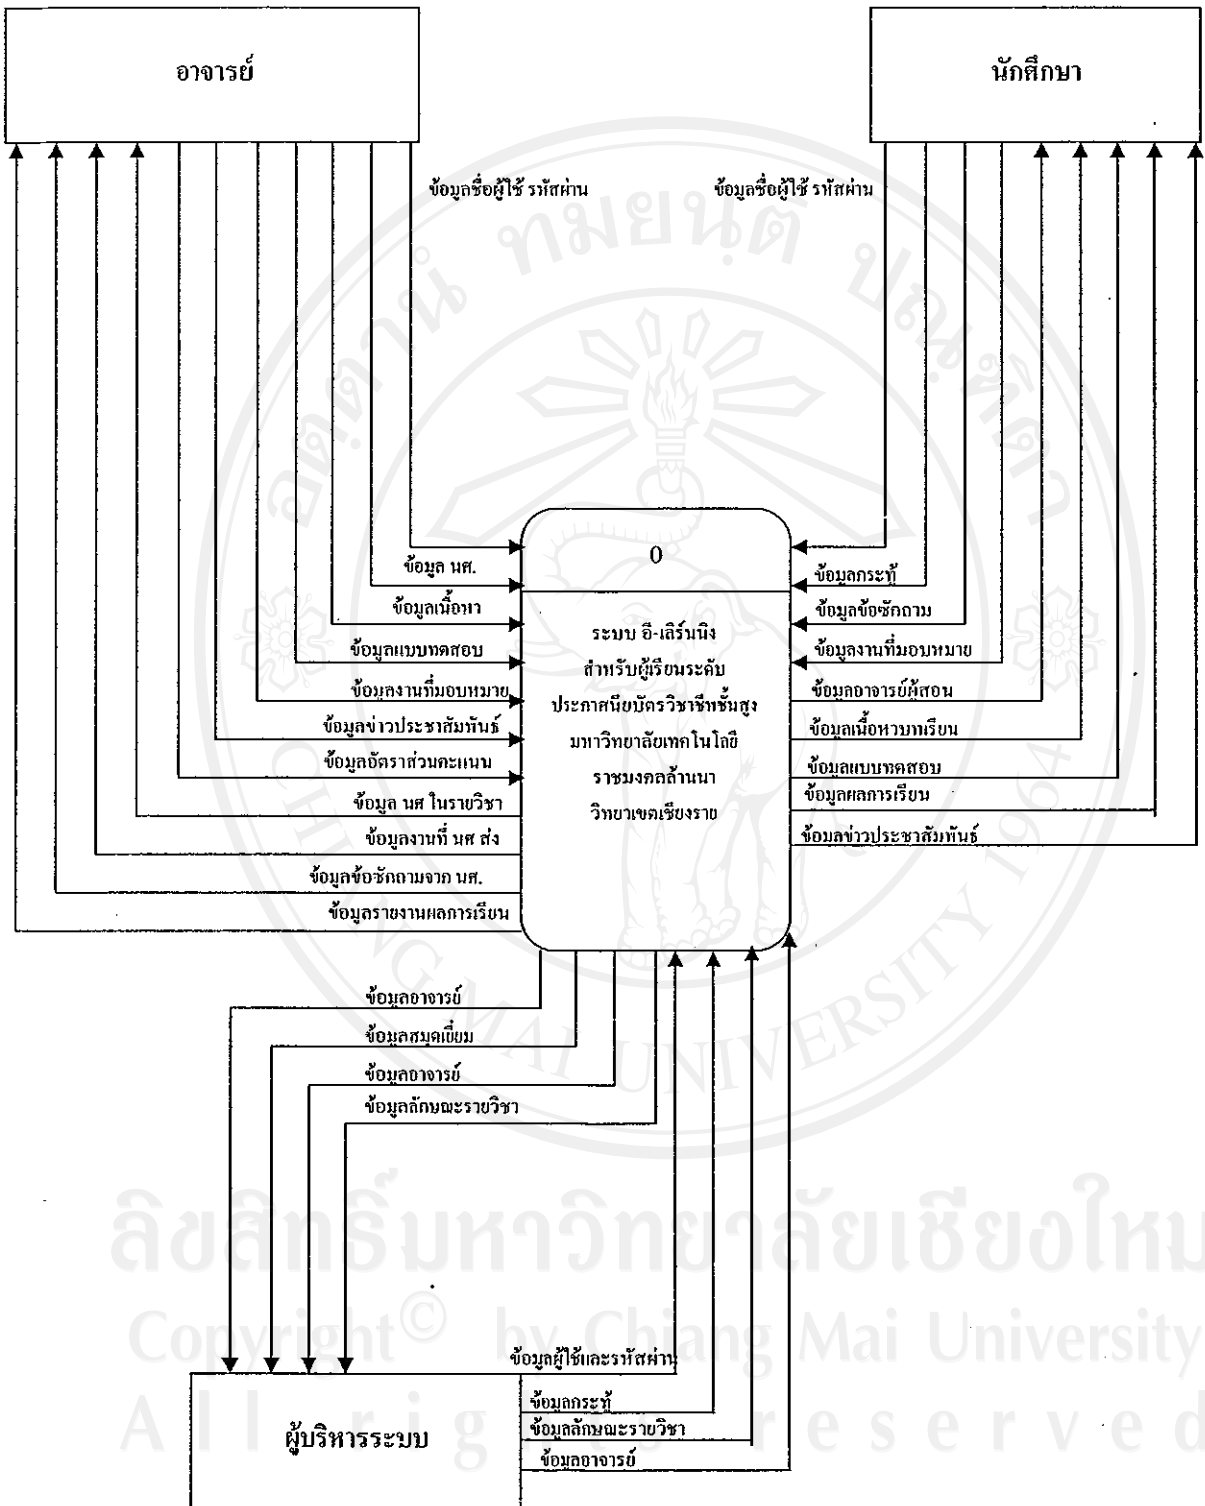 อาจารย์
นักศึกษา
ข้อมูลชื่อผู้ใช้ รหัสผ่าน
ข้อมูลชื่อผู้ใช้ รหัสผ่าน
อตฺตานํ ทมยนฺติ ปณฺฑิตา
0
ข้อมูล นศ.
ข้อมูลเนื้อหา
ข้อมูลแบบทดสอบ
ข้อมูลงานที่มอบหมาย
ข้อมูลข่าวประชาสัมพันธ์
ข้อมูลอัตราส่วนคะแนน
ข้อมูล นศ ในรายวิชา
ข้อมูลงานที่ นศ ส่ง
ข้อมูลข้อซักถามจาก นศ.
ข้อมูลรายงานผลการเรียน
ระบบ อี-เลิร์นนิง
สำหรับผู้เรียนระดับ
ประกาศนียบัตรวิชาชีพชั้นสูง
มหาวิทยาลัยเทคโนโลยี
ราชมงคลล้านนา
วิทยาเขตเชียงราย
ข้อมูลกระทู้
ข้อมูลข้อซักถาม
ข้อมูลงานที่มอบหมาย
ข้อมูลอาจารย์ผู้สอน
ข้อมูลเนื้อหาบทเรียน
ข้อมูลแบบทดสอบ
ข้อมูลผลการเรียน
ข้อมูลข่าวประชาสัมพันธ์
CHIANG MAI UNIVERSITY 1964
ข้อมูลอาจารย์
ข้อมูลสมุดเยี่ยม
ข้อมูลอาจารย์
ข้อมูลลักษณะรายวิชา
ลิขสิทธิ์มหาวิทยาลัยเชียงใหม
Copyright© by Chiang Mai University
All rights reserved
ข้อมูลผู้ใช้และรหัสผ่าน
ข้อมูลกระทู้
ข้อมูลลักษณะรายวิชา
ข้อมูลอาจารย์
ผู้บริหารระบบ